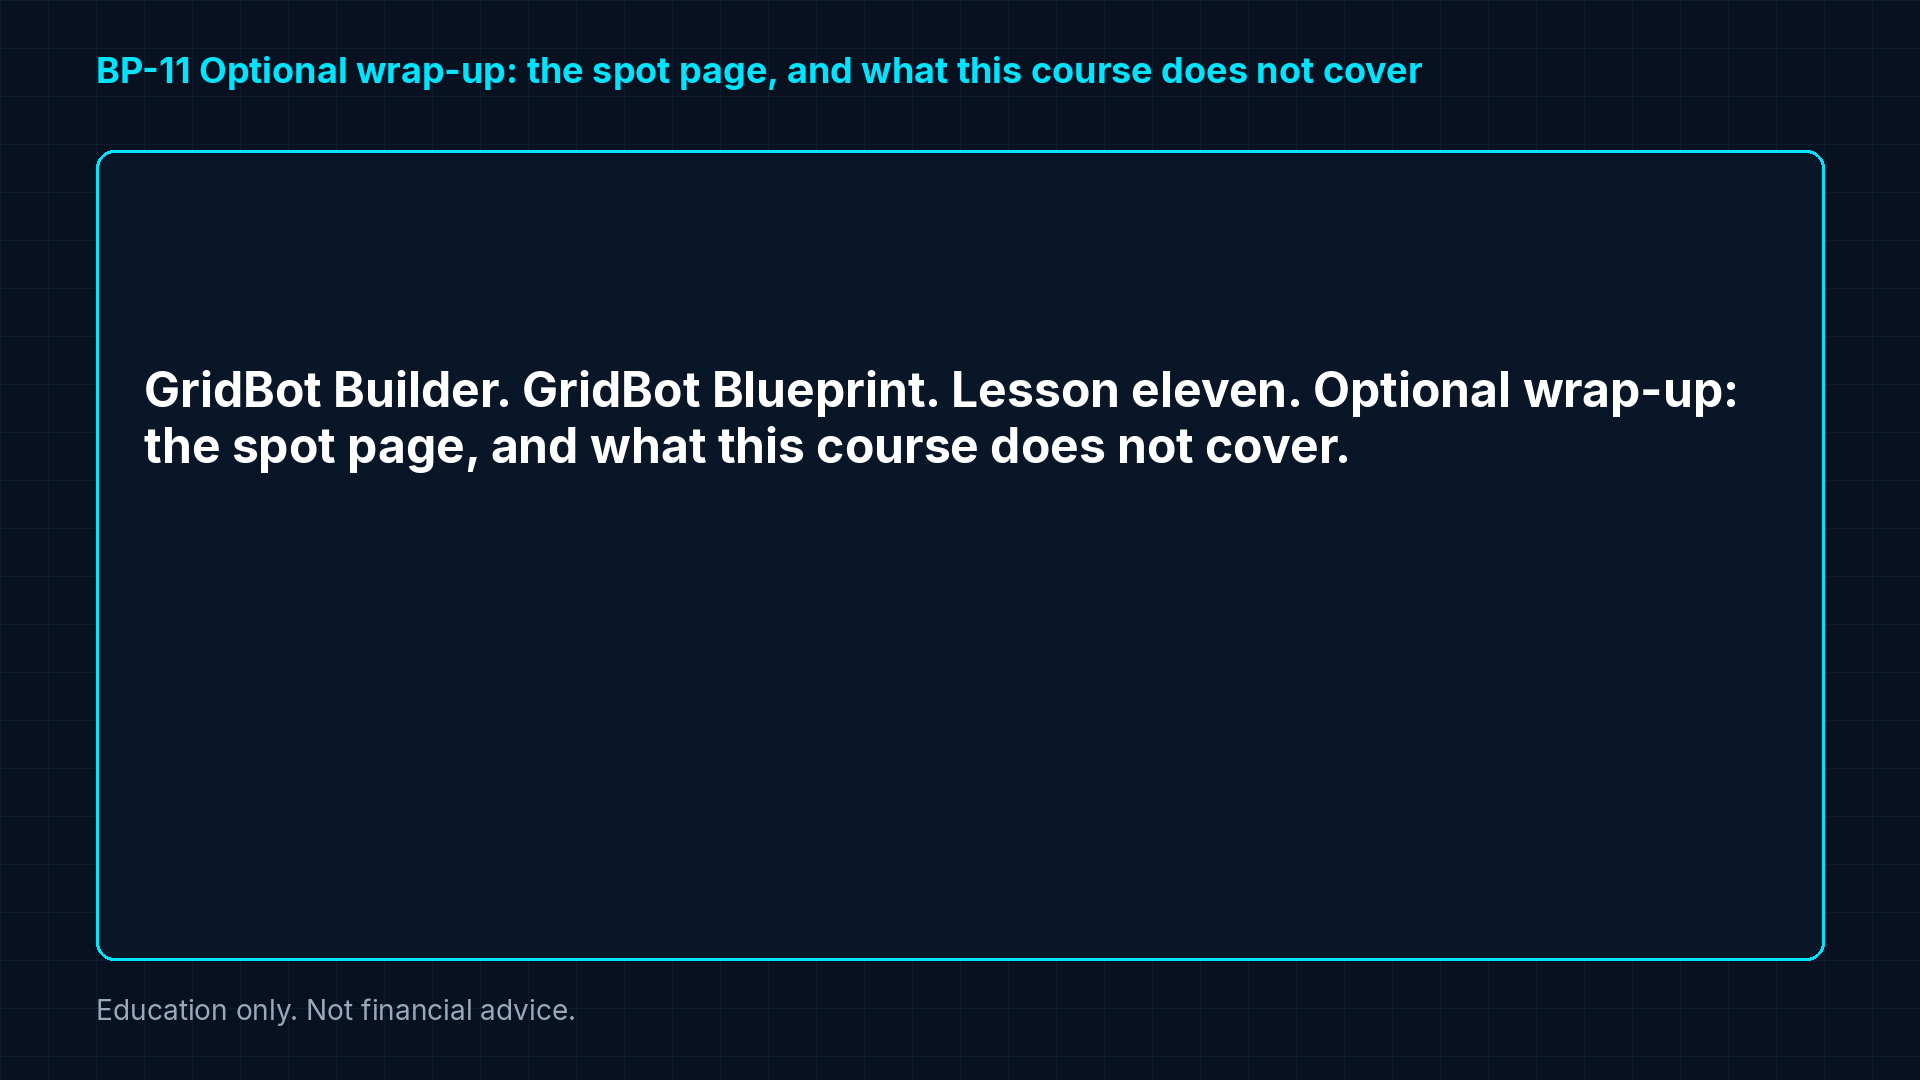 BP-11 Optional wrap-up: the spot page, and what this course does not cover
GridBot Builder. GridBot Blueprint. Lesson eleven. Optional wrap-up:
the spot page, and what this course does not cover.
Education only. Not financial advice.